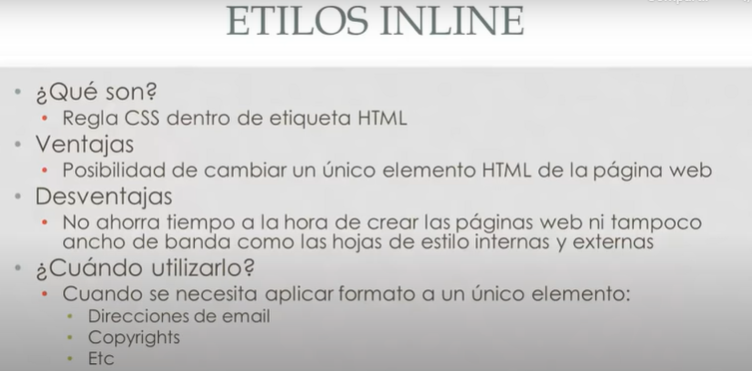 ETILOS INLINE
• ¿Qué son?
• Regla CSS dentro de etiqueta HTML
• Ventajas
• Posibilidad de cambiar un único elemento HTML de la página web
• Desventajas
• No ahorra tiempo a la hora de crear las páginas web ni tampoco
ancho de banda como las hojas de estilo internas y externas
• ¿Cuándo utilizarlo?
• Cuando se necesita aplicar formato a un único elemento:
• Direcciones de email
• Copyrights
• Etc